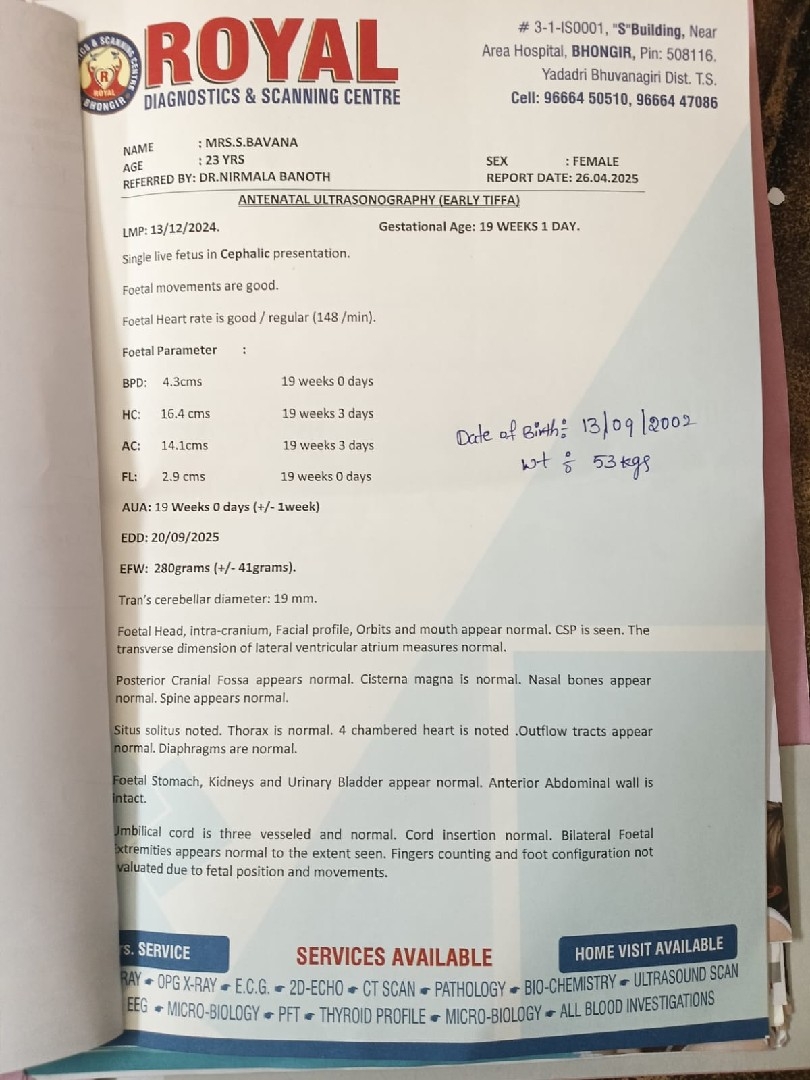 ROYAL
DIAGNOSTICS & SCANNING CENTRE
# 3-1-IS0001, "S"Building, Near
Area Hospital, BHONGIR, Pin: 508116,
Yadadri Bhuvanagiri Dist. T.S.
Cell: 96664 50510, 96664 47086
& SCANNING CENTRE
R
ROYAL
BHONGIR
NAME : MRS.S.BAVANA
AGE : 23 YRS SEX : FEMALE
REFERRED BY: DR.NIRMALA BANOTH REPORT DATE: 26.04.2025
ANTENATAL ULTRASONOGRAPHY (EARLY TIFFA)
LMP: 13/12/2024. Gestational Age: 19 WEEKS 1 DAY.
Single live fetus in Cephalic presentation.
Foetal movements are good.
Foetal Heart rate is good / regular (148 /min).
Foetal Parameter :
BPD: 4.3cms 19 weeks 0 days
HC: 16.4 cms 19 weeks 3 days
AC: 14.1cms 19 weeks 3 days
FL: 2.9 cms 19 weeks 0 days
Date of Birth: 13/09/2002
wt : 53 kgs
AUA: 19 Weeks 0 days (+/- 1week)
EDD: 20/09/2025
EFW: 280grams (+/- 41grams).
Tran's cerebellar diameter: 19 mm.
Foetal Head, intra-cranium, Facial profile, Orbits and mouth appear normal. CSP is seen. The
transverse dimension of lateral ventricular atrium measures normal.
Posterior Cranial Fossa appears normal. Cisterna magna is normal. Nasal bones appear
normal. Spine appears normal.
Situs solitus noted. Thorax is normal. 4 chambered heart is noted .Outflow tracts appear
normal. Diaphragms are normal.
Foetal Stomach, Kidneys and Urinary Bladder appear normal. Anterior Abdominal wall is
intact.
Umbilical cord is three vesseled and normal. Cord insertion normal. Bilateral Foetal
extremities appears normal to the extent seen. Fingers counting and foot configuration not
valuated due to fetal position and movements.
rs. SERVICE
SERVICES AVAILABLE
HOME VISIT AVAILABLE
RAY OPG X-RAY E.C.G. 2D-ECHO CT SCAN PATHOLOGY BIO-CHEMISTRY ULTRASOUND SCAN
EEG MICRO-BIOLOGY PFT THYROID PROFILE MICRO-BIOLOGY ALL BLOOD INVESTIGATIONS